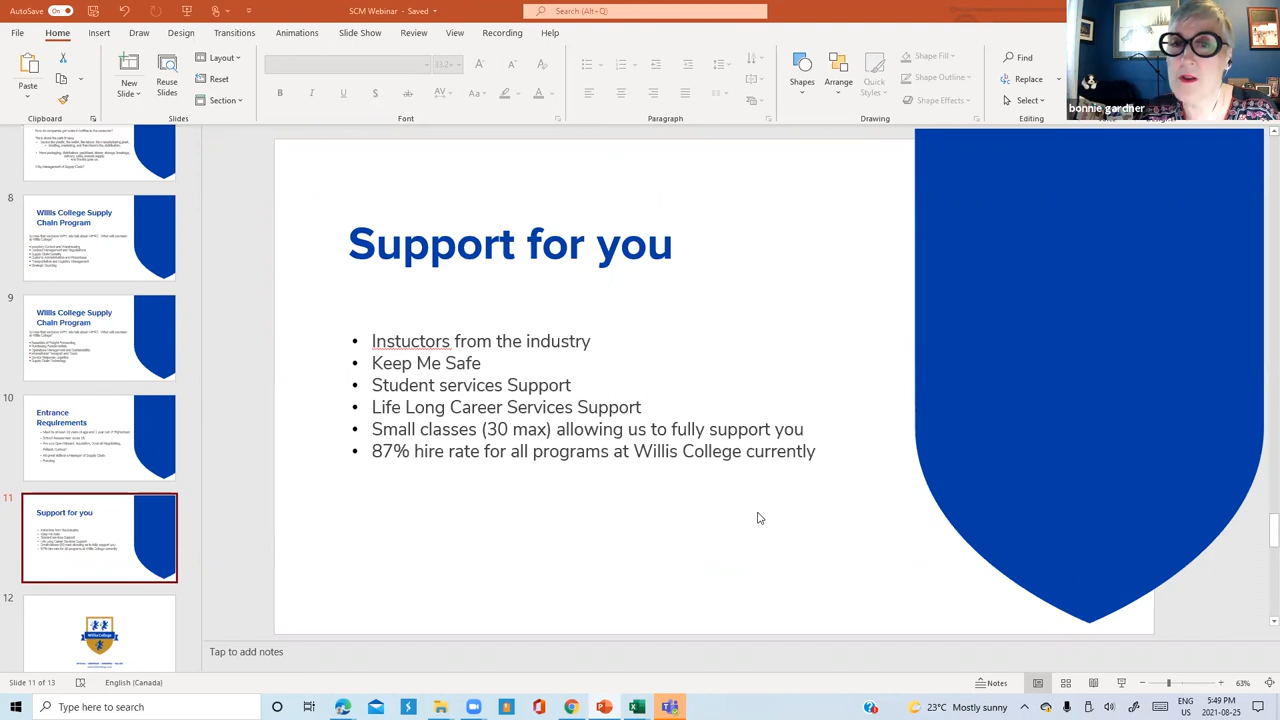 AutoSave On
SCM Webinar - Saved
Search (Alt+Q)
File Home Insert Draw Design Transitions Animations Slide Show Review View Recording Help
Paste
Clipboard
New Slide
Reuse Slides
Layout
Reset
Section
Slides
Font
Paragraph
Shapes
Arrange
Quick Styles
Shape Fill
Shape Outline
Shape Effects
Drawing
Find
Replace
Select
Editing
bonnie gardner
8
Willis College Supply
Chain Program
9
Willis College Supply
Chain Program
10
Entrance
Requirements
11
Support for you
12
Willis College
Support for you
• Instuctors from the industry
• Keep Me Safe
• Student services Support
• Life Long Career Services Support
• Small classes (30 max) allowing us to fully support you
• 87% hire rate for all programs at Willis College currently
Tap to add notes
Slide 11 of 13
English (Canada)
Notes
63%
Type here to search
23°C Mostly sunny
ENG
US
5:49 PM
2021-08-25